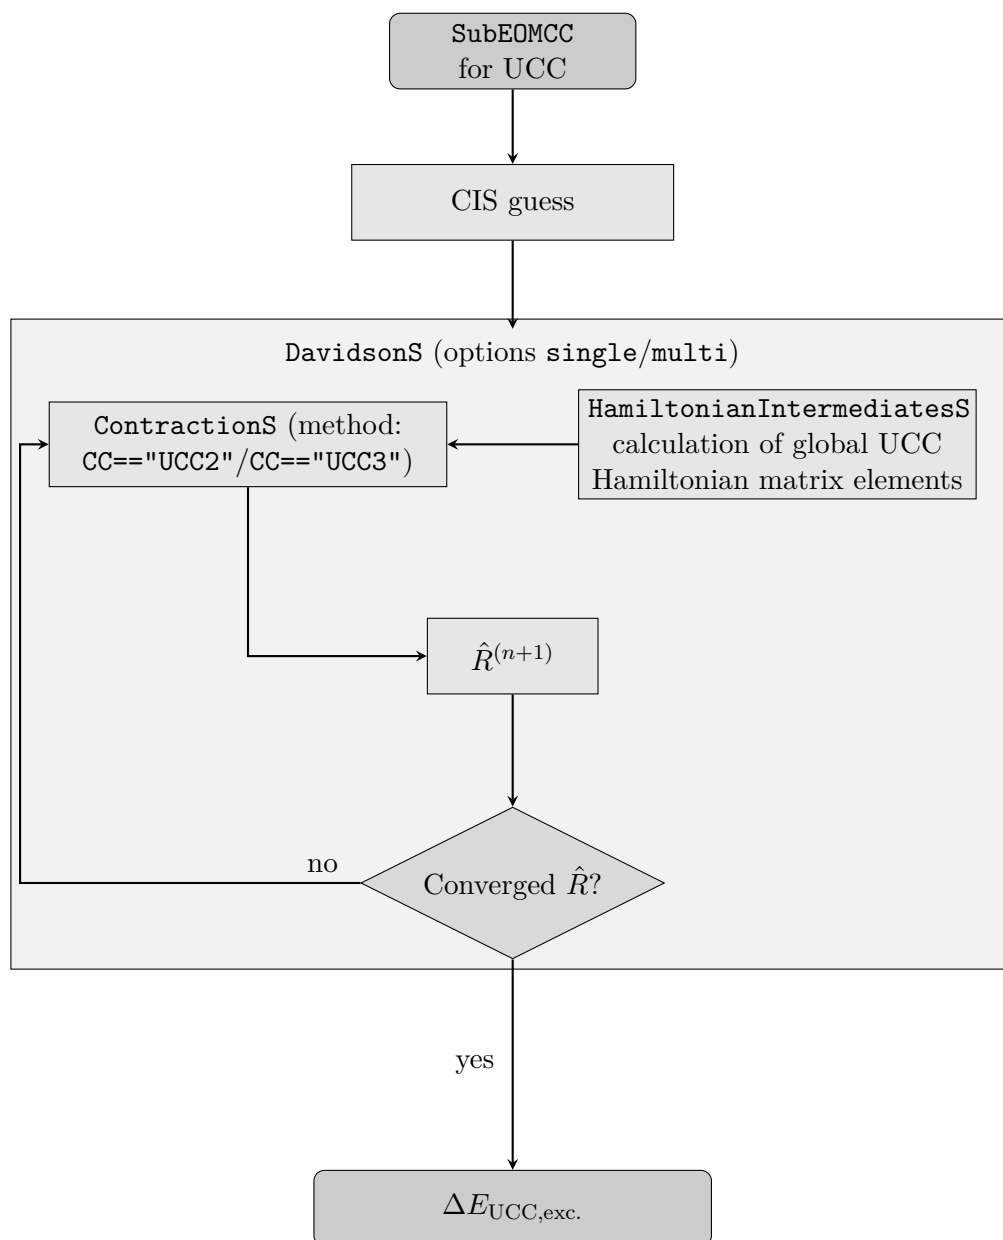 SubEOMCC
for UCC
CIS guess
DavidsonS (options single/multi)
ContractionS (method:
CC=="UCC2"/CC=="UCC3")
HamiltonianIntermediatesS
calculation of global UCC
Hamiltonian matrix elements
R̂⁽ⁿ⁺¹⁾
no
Converged R̂?
yes
ΔE_UCC,exc.